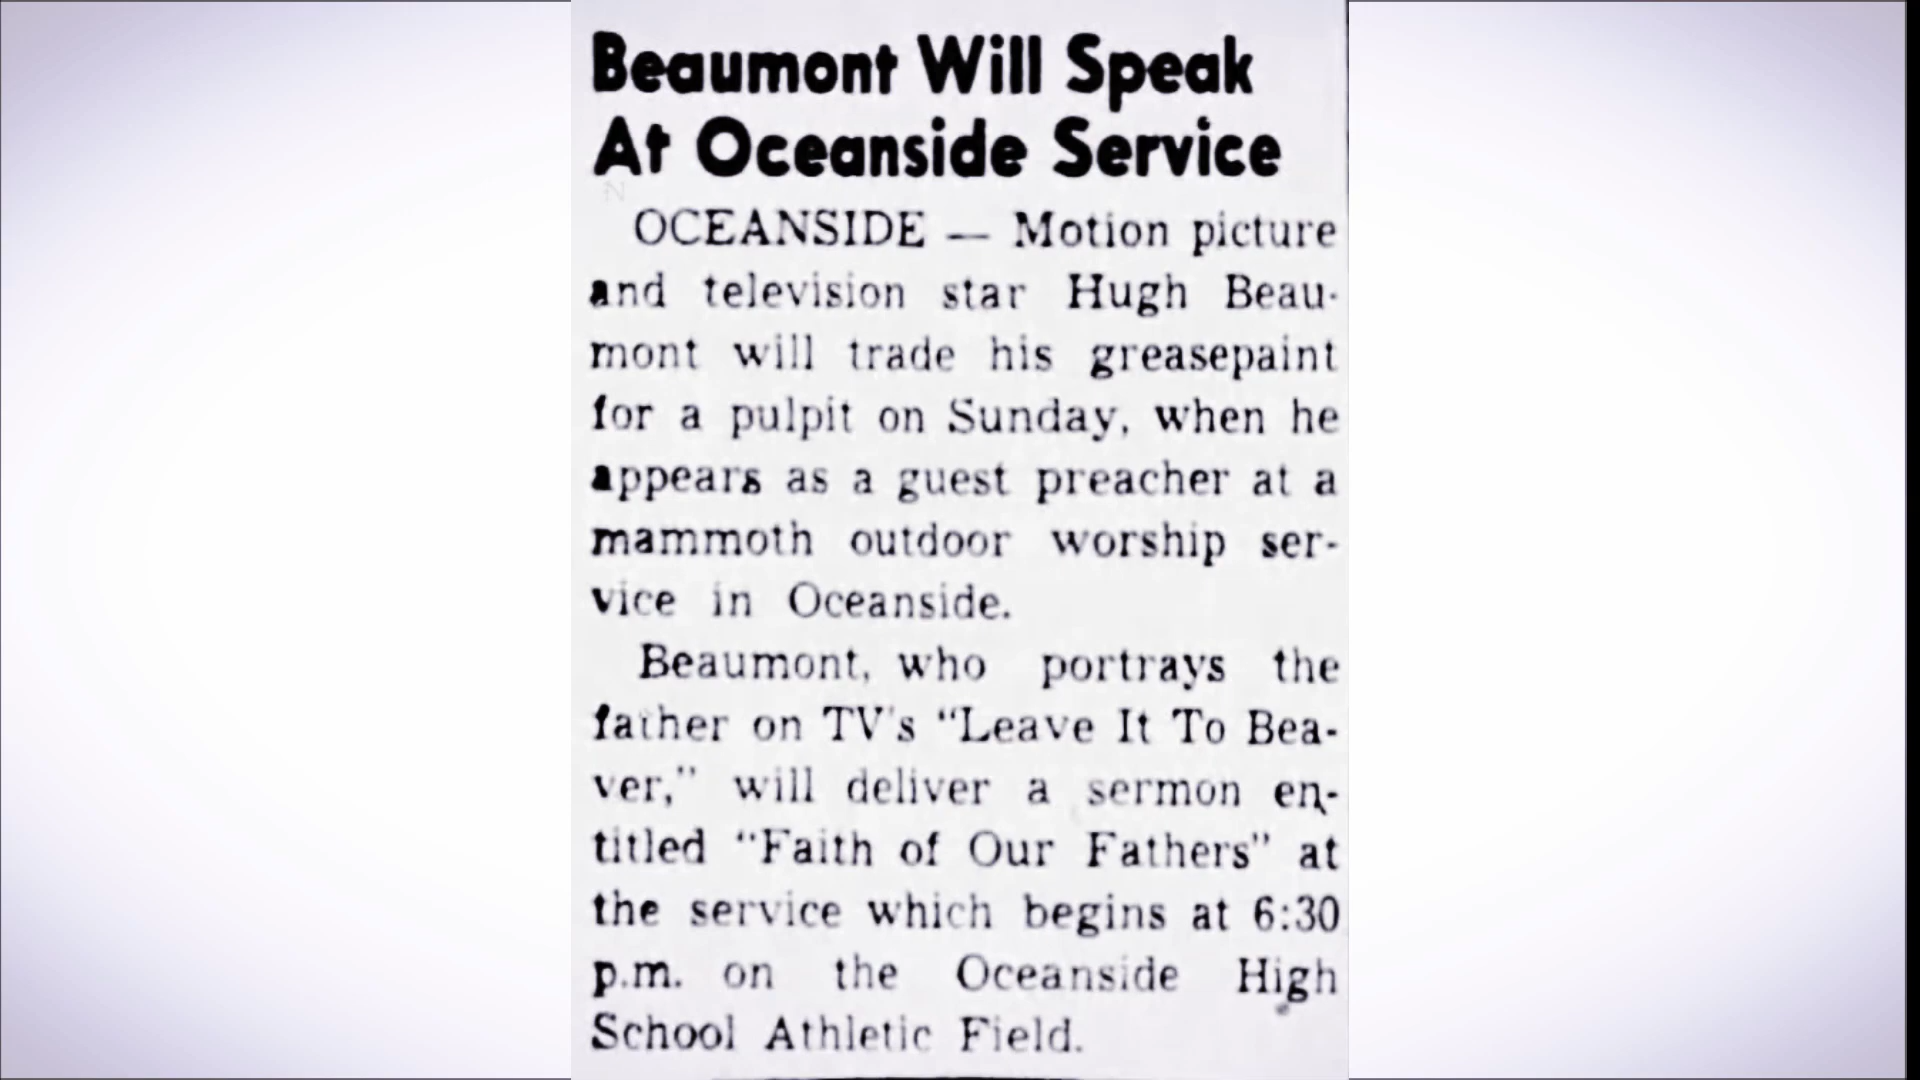 Beaumont Will Speak
At Oceanside Service
OCEANSIDE — Motion picture
and television star Hugh Beau-
mont will trade his greasepaint
for a pulpit on Sunday, when he
appears as a guest preacher at a
mammoth outdoor worship ser-
vice in Oceanside.
Beaumont, who portrays the
father on TV's "Leave It To Bea-
ver," will deliver a sermon en-
titled "Faith of Our Fathers" at
the service which begins at 6:30
p.m. on the Oceanside High
School Athletic Field.